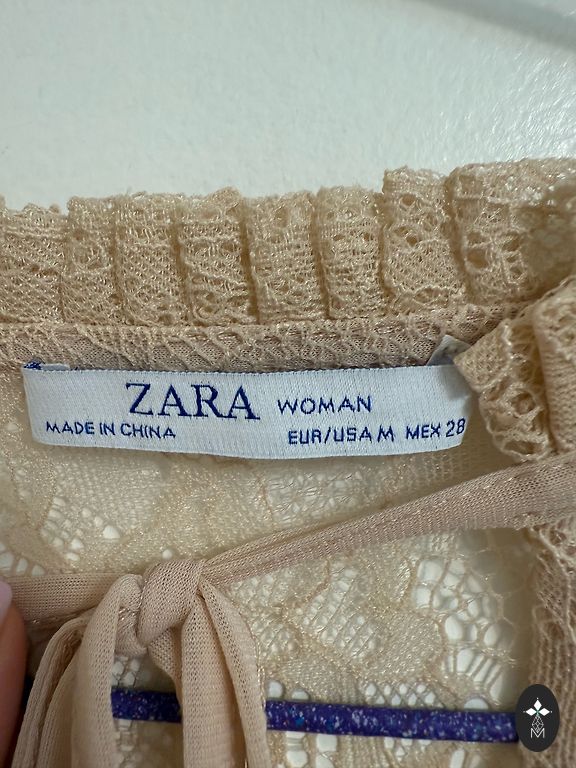 ZARA WOMAN
MADE IN CHINA EUR/USA M MEX 28
M